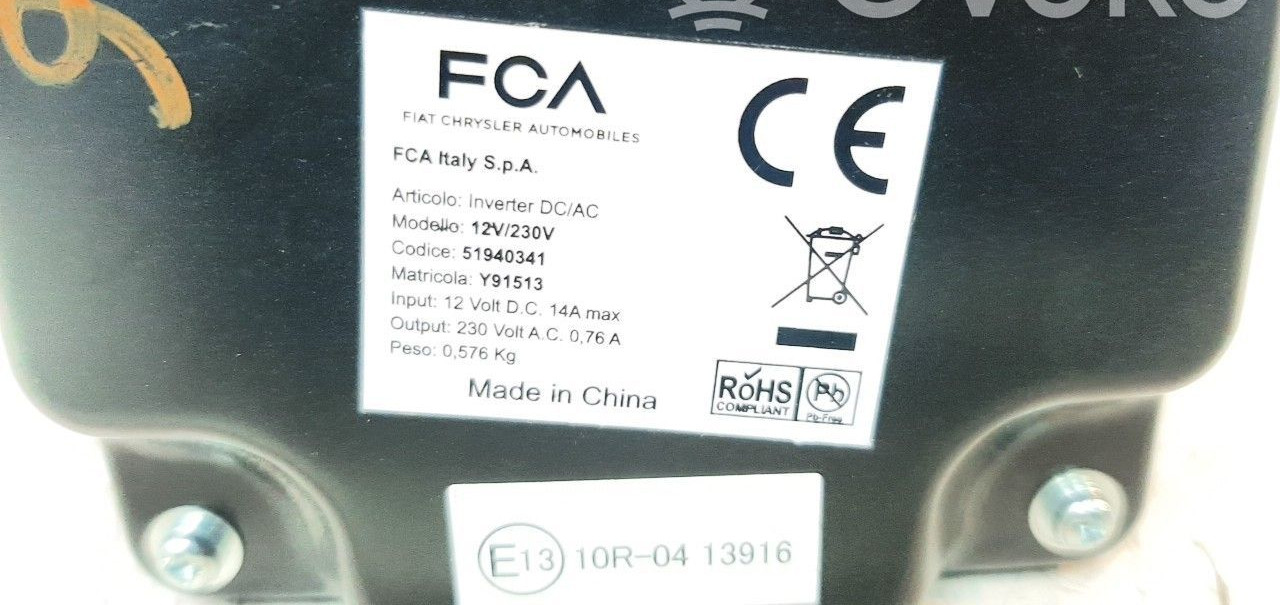 FCA
FIAT CHRYSLER AUTOMOBILES
FCA Italy S.p.A.
Articolo: Inverter DC/AC
Modello: 12V/230V
Codice: 51940341
Matricola: Y91513
Input: 12 Volt D.C. 14A max
Output: 230 Volt A.C. 0,76 A
Peso: 0,576 Kg
Made in China
CE
RoHS
COMPLIANT
Pb
Pb-Free
E13 10R-04 13916